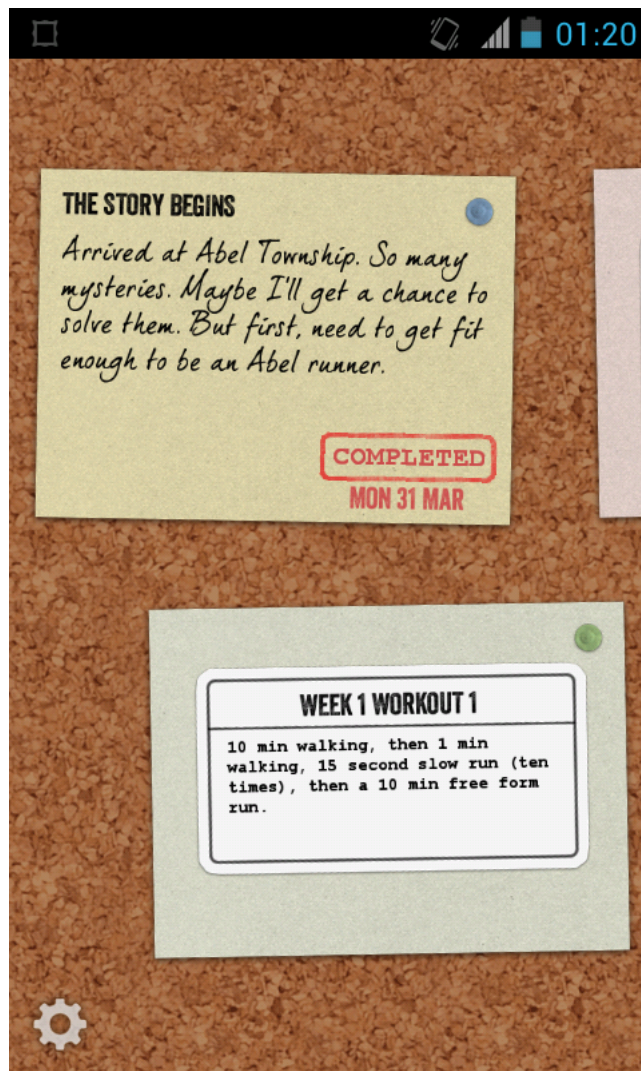 01:20
THE STORY BEGINS
Arrived at Abel Township. So many
mysteries. Maybe I'll get a chance to
solve them. But first, need to get fit
enough to be an Abel runner.
COMPLETED
MON 31 MAR
WEEK 1 WORKOUT 1
10 min walking, then 1 min
walking, 15 second slow run (ten
times), then a 10 min free form
run.